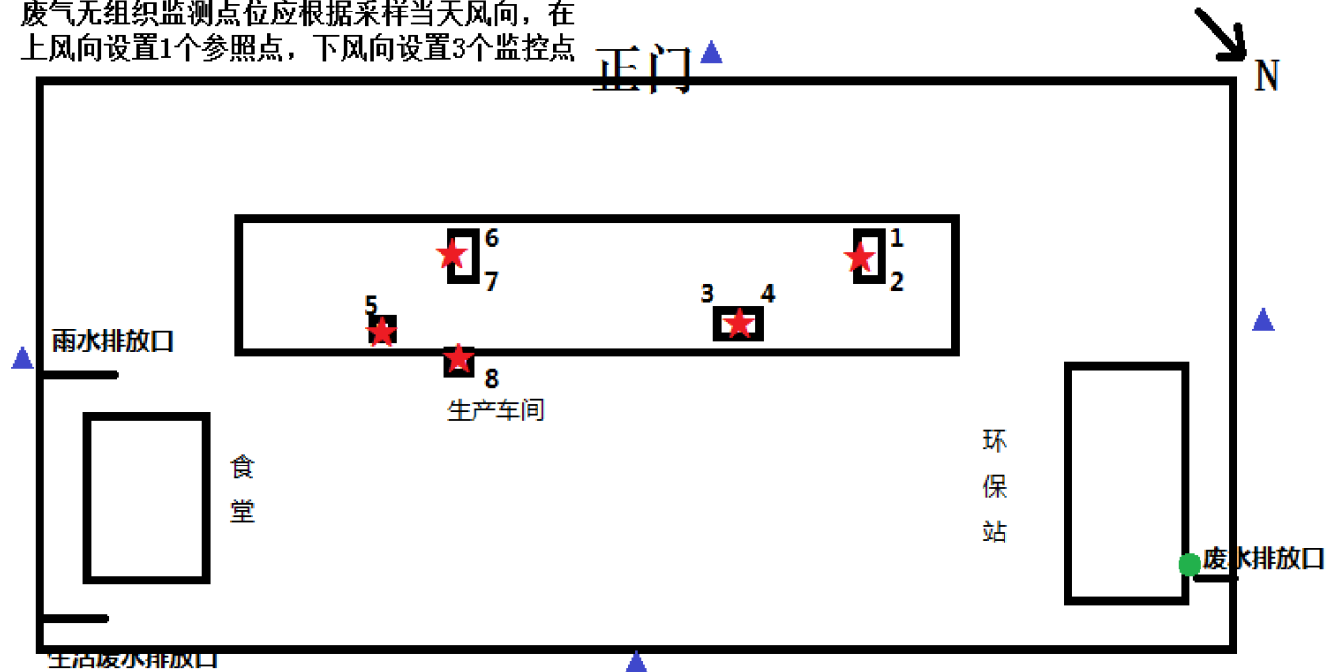 废气无组织监测点位应根据采样当天风向，在
上风向设置1个参照点，下风向设置3个监控点
正门
N
6
1
7
2
3
4
5
雨水排放口
8
生产车间
环
保
站
食
堂
废水排放口
生活废水排放口